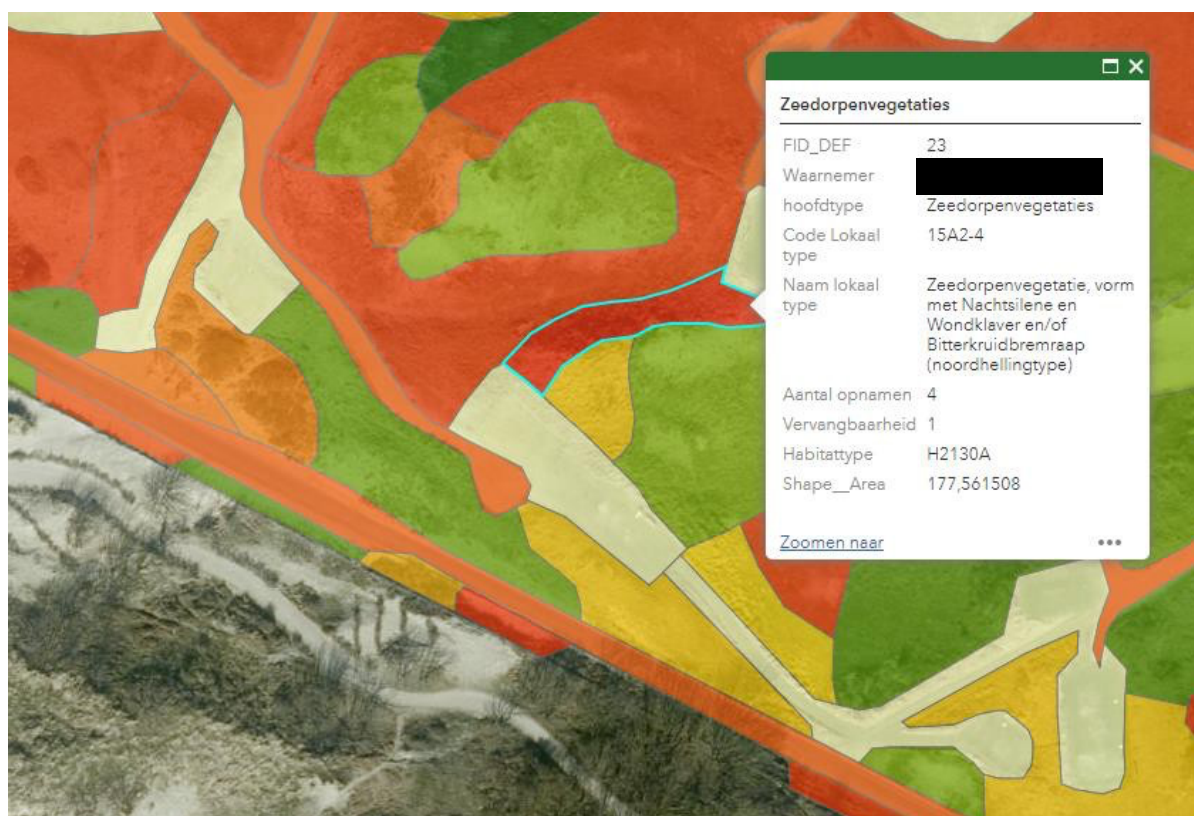 Zeedorpenvegetaties
FID_DEF 23
Waarnemer
hoofdtype Zeedorpenvegetaties
Code Lokaal 15A2-4
type
Naam lokaal Zeedorpenvegetatie, vorm
type met Nachtsilene en
Wondklaver en/of
Bitterkruidbremraap
(noordhellingtype)
Aantal opnamen 4
Vervangbaarheid 1
Habitattype H2130A
Shape__Area 177,561508
Zoomen naar